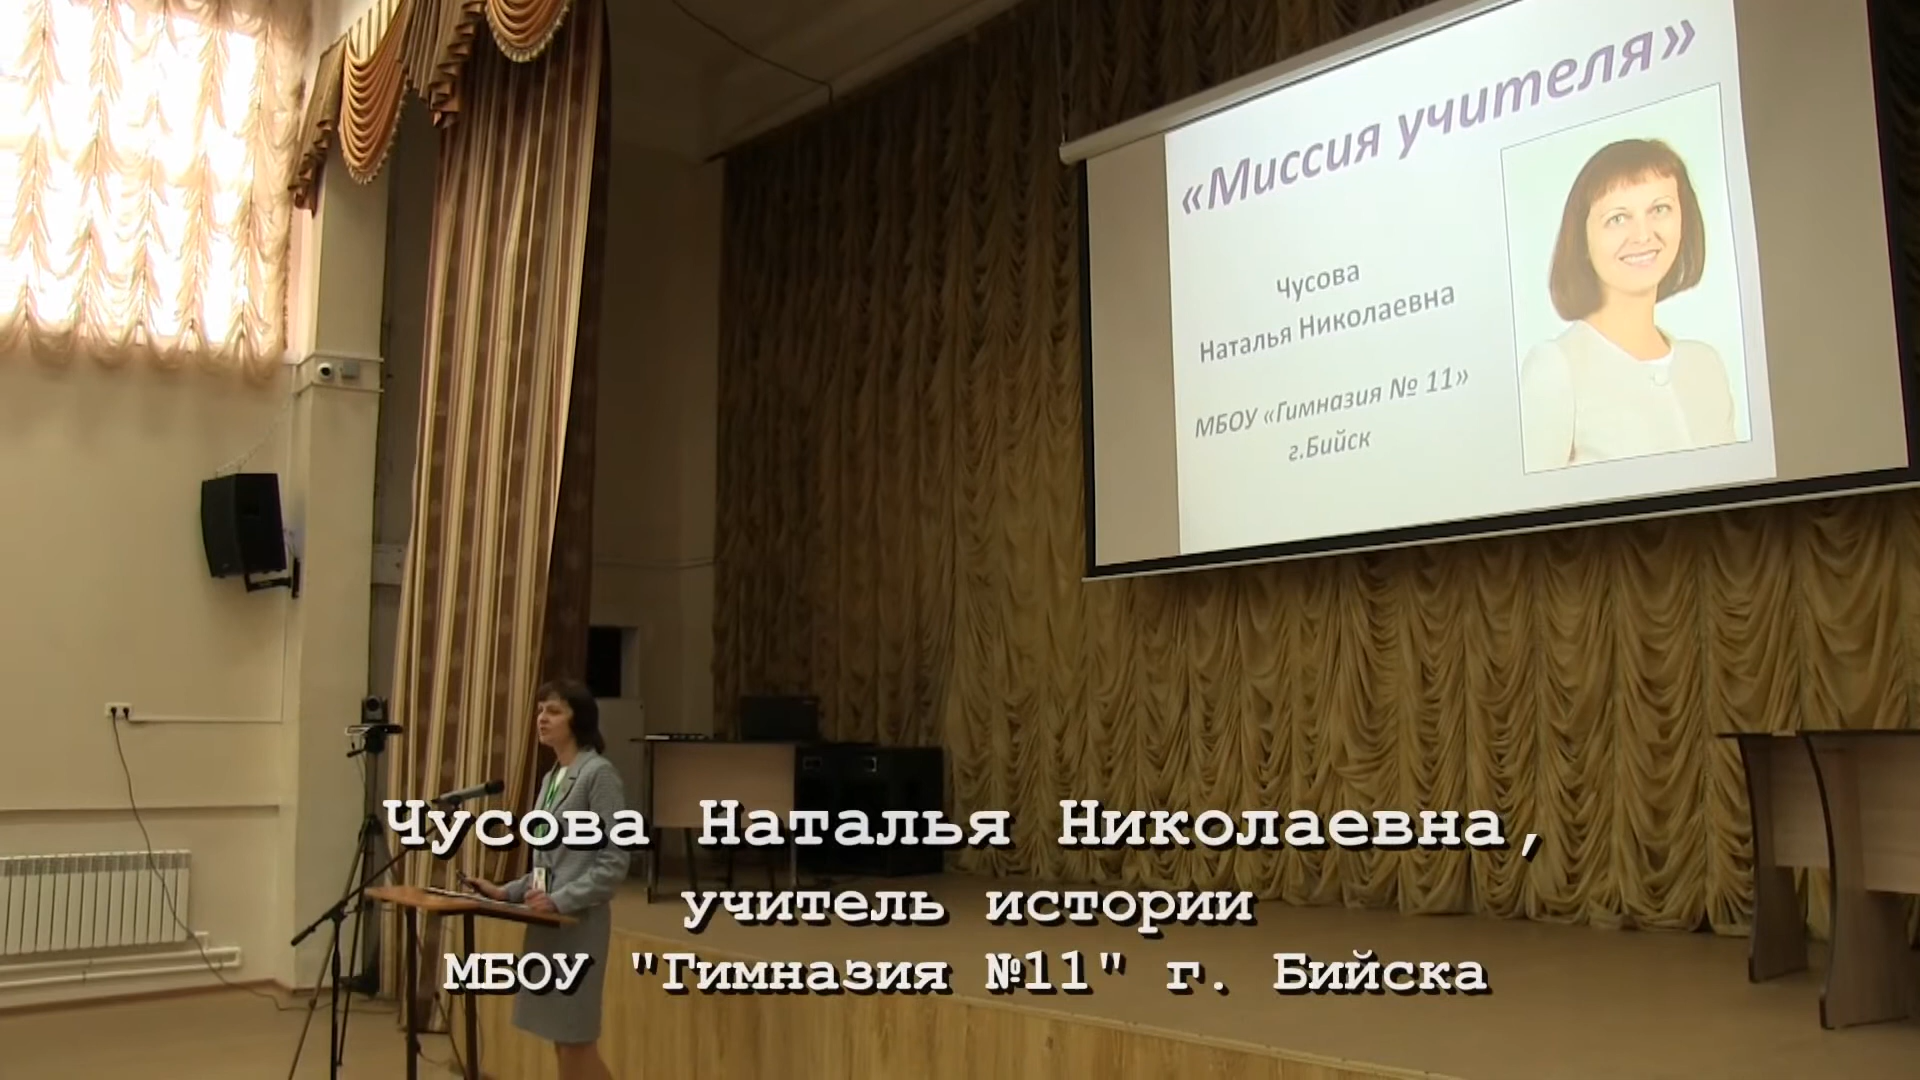 «Миссия учителя»
Чусова
Наталья Николаевна
МБОУ «Гимназия № 11»
г.Бийск
Чусова Наталья Николаевна,
учитель истории
МБОУ "Гимназия №11" г. Бийска